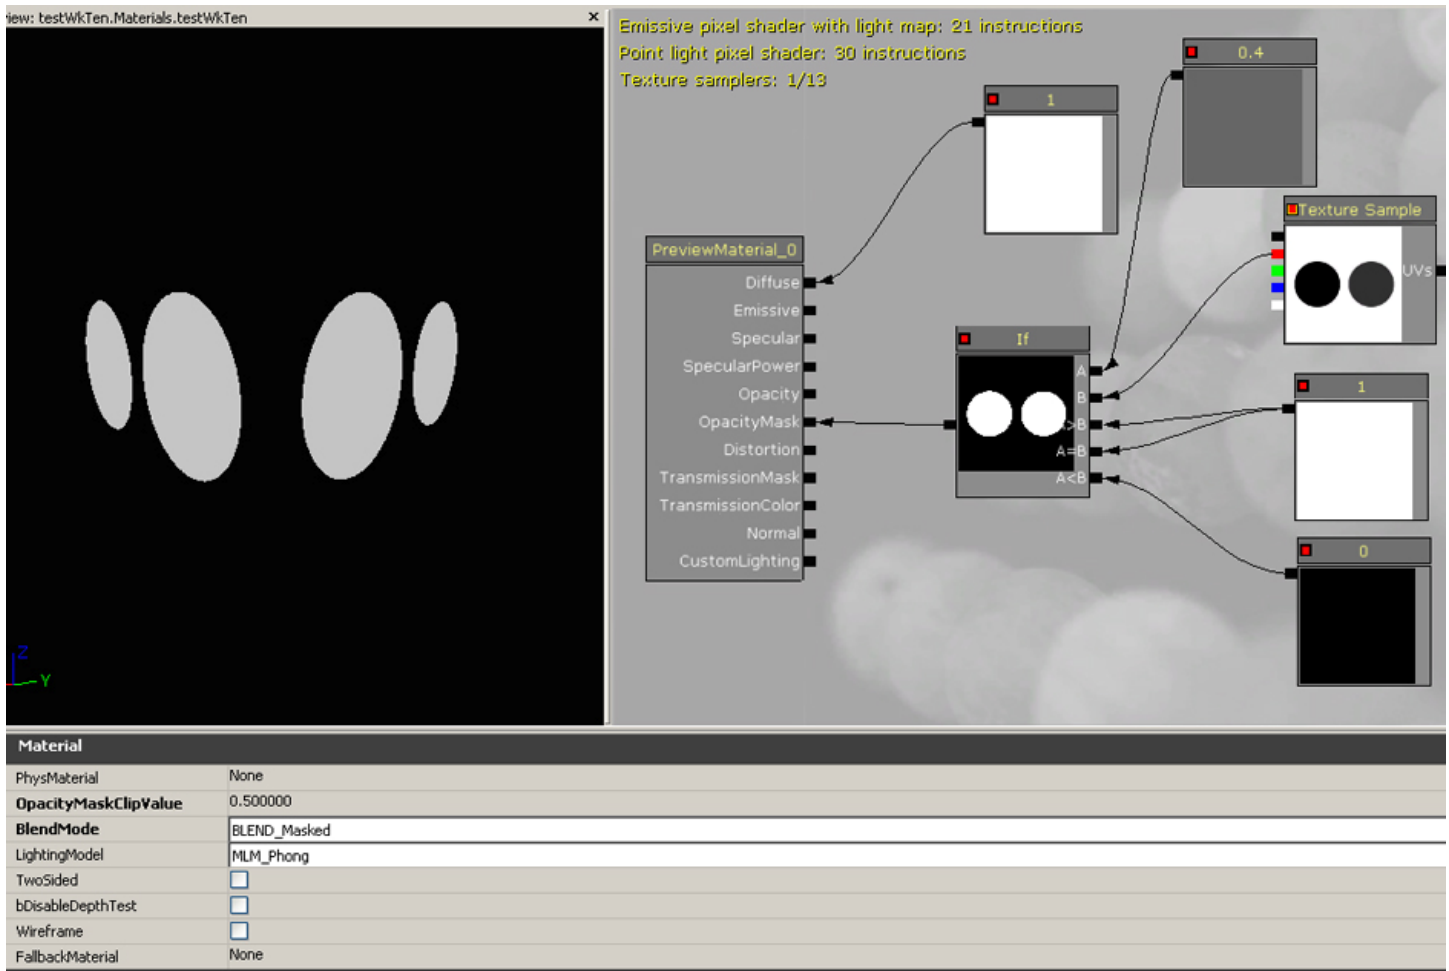 iew: testWkTen.Materials.testWkTen
Emissive pixel shader with light map: 21 instructions
Point light pixel shader: 30 instructions
Texture samplers: 1/13
1
0.4
Texture Sample
UVs
PreviewMaterial_0
Diffuse
Emissive
Specular
SpecularPower
Opacity
OpacityMask
Distortion
TransmissionMask
TransmissionColor
Normal
CustomLighting
If
A
B
>B
A=B
A<B
1
0
Z
Y
Material
PhysMaterial None
OpacityMaskClipValue 0.500000
BlendMode BLEND_Masked
LightingModel MLM_Phong
TwoSided
bDisableDepthTest
Wireframe
FallbackMaterial None